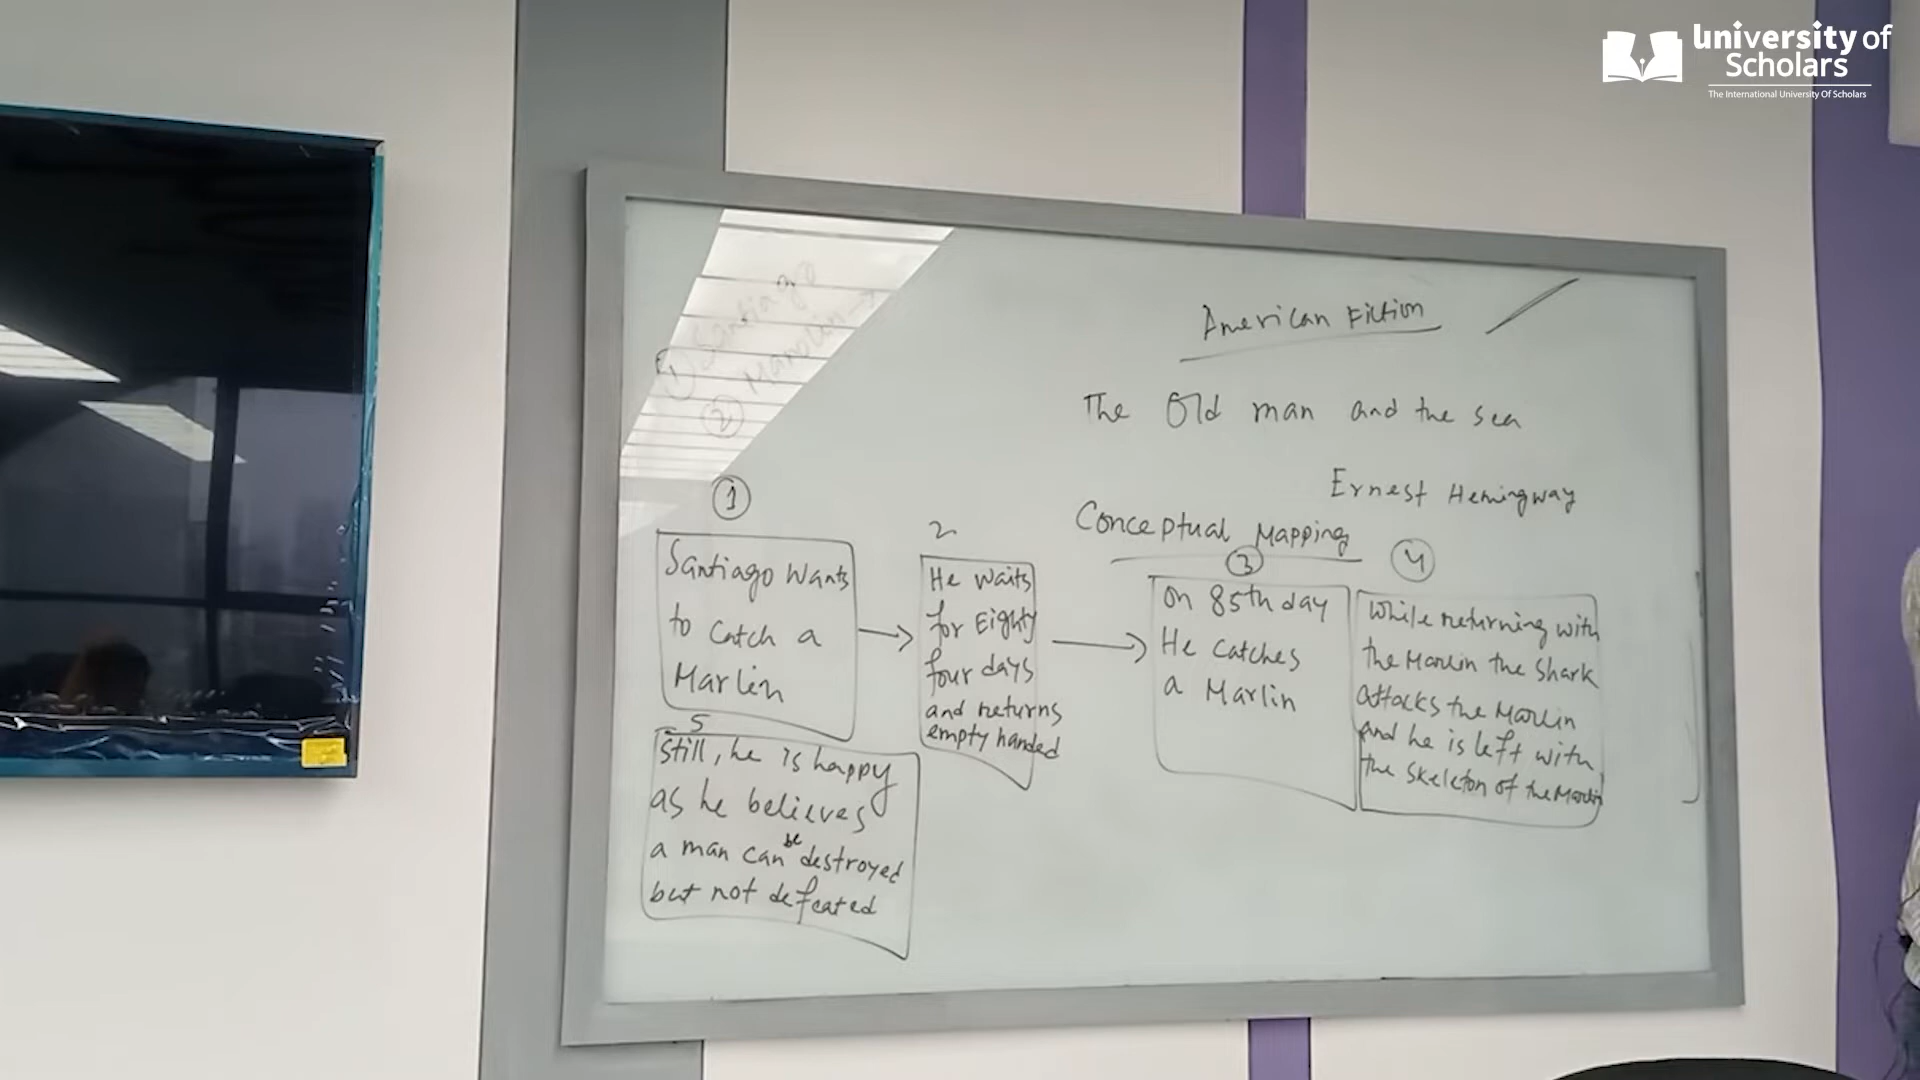 university of
Scholars
The International University Of Scholars
① Santiago
② Manolin →
American Fiction
The Old man and the sea
Ernest Hemingway
Conceptual Mapping
①
Santiago wants
to catch a
Marlin
2
He waits
for Eighty
four days
and returns
empty handed
③
on 85th day
He catches
a Marlin
④
While returning with
the Marlin the Shark
attacks the Marlin
and he is left with
the skeleton of the Marlin
5
still, he is happy
as he believes
a man can be destroyed
but not defeated